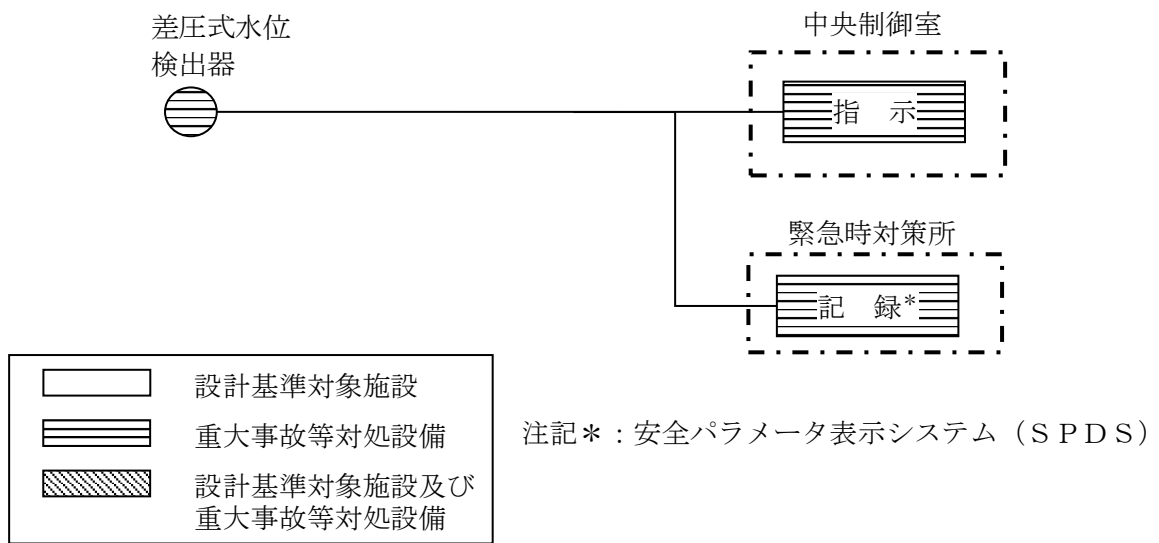 差圧式水位
検出器
中央制御室
指　示
緊急時対策所
記　録*
設計基準対象施設
重大事故等対処設備
設計基準対象施設及び
重大事故等対処設備
注記＊：安全パラメータ表示システム（ＳＰＤＳ）